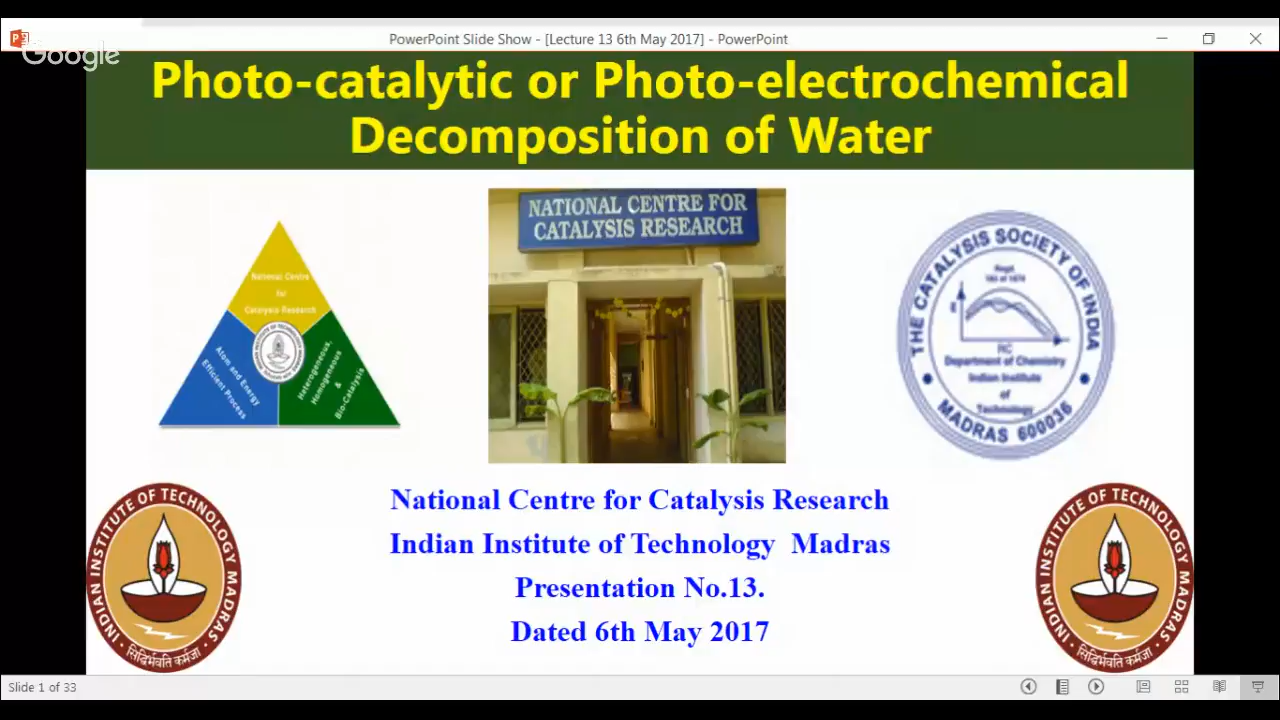 PowerPoint Slide Show - [Lecture 13 6th May 2017] - PowerPoint
Google
Photo-catalytic or Photo-electrochemical
Decomposition of Water
National Centre
for
Catalysis Research
Atom and Energy
Efficient Process
Heterogeneous,
Homogeneous
&
Bio-Catalysis
NATIONAL CENTRE FOR
CATALYSIS RESEARCH
THE CATALYSIS SOCIETY OF INDIA
Department of Chemistry
Indian Institute
of
Technology
MADRAS 600036
National Centre for Catalysis Research
Indian Institute of Technology Madras
Presentation No.13.
Dated 6th May 2017
INDIAN INSTITUTE OF TECHNOLOGY MADRAS
सिद्धिर्भवति कर्मजा
INDIAN INSTITUTE OF TECHNOLOGY MADRAS
सिद्धिर्भवति कर्मजा
Slide 1 of 33